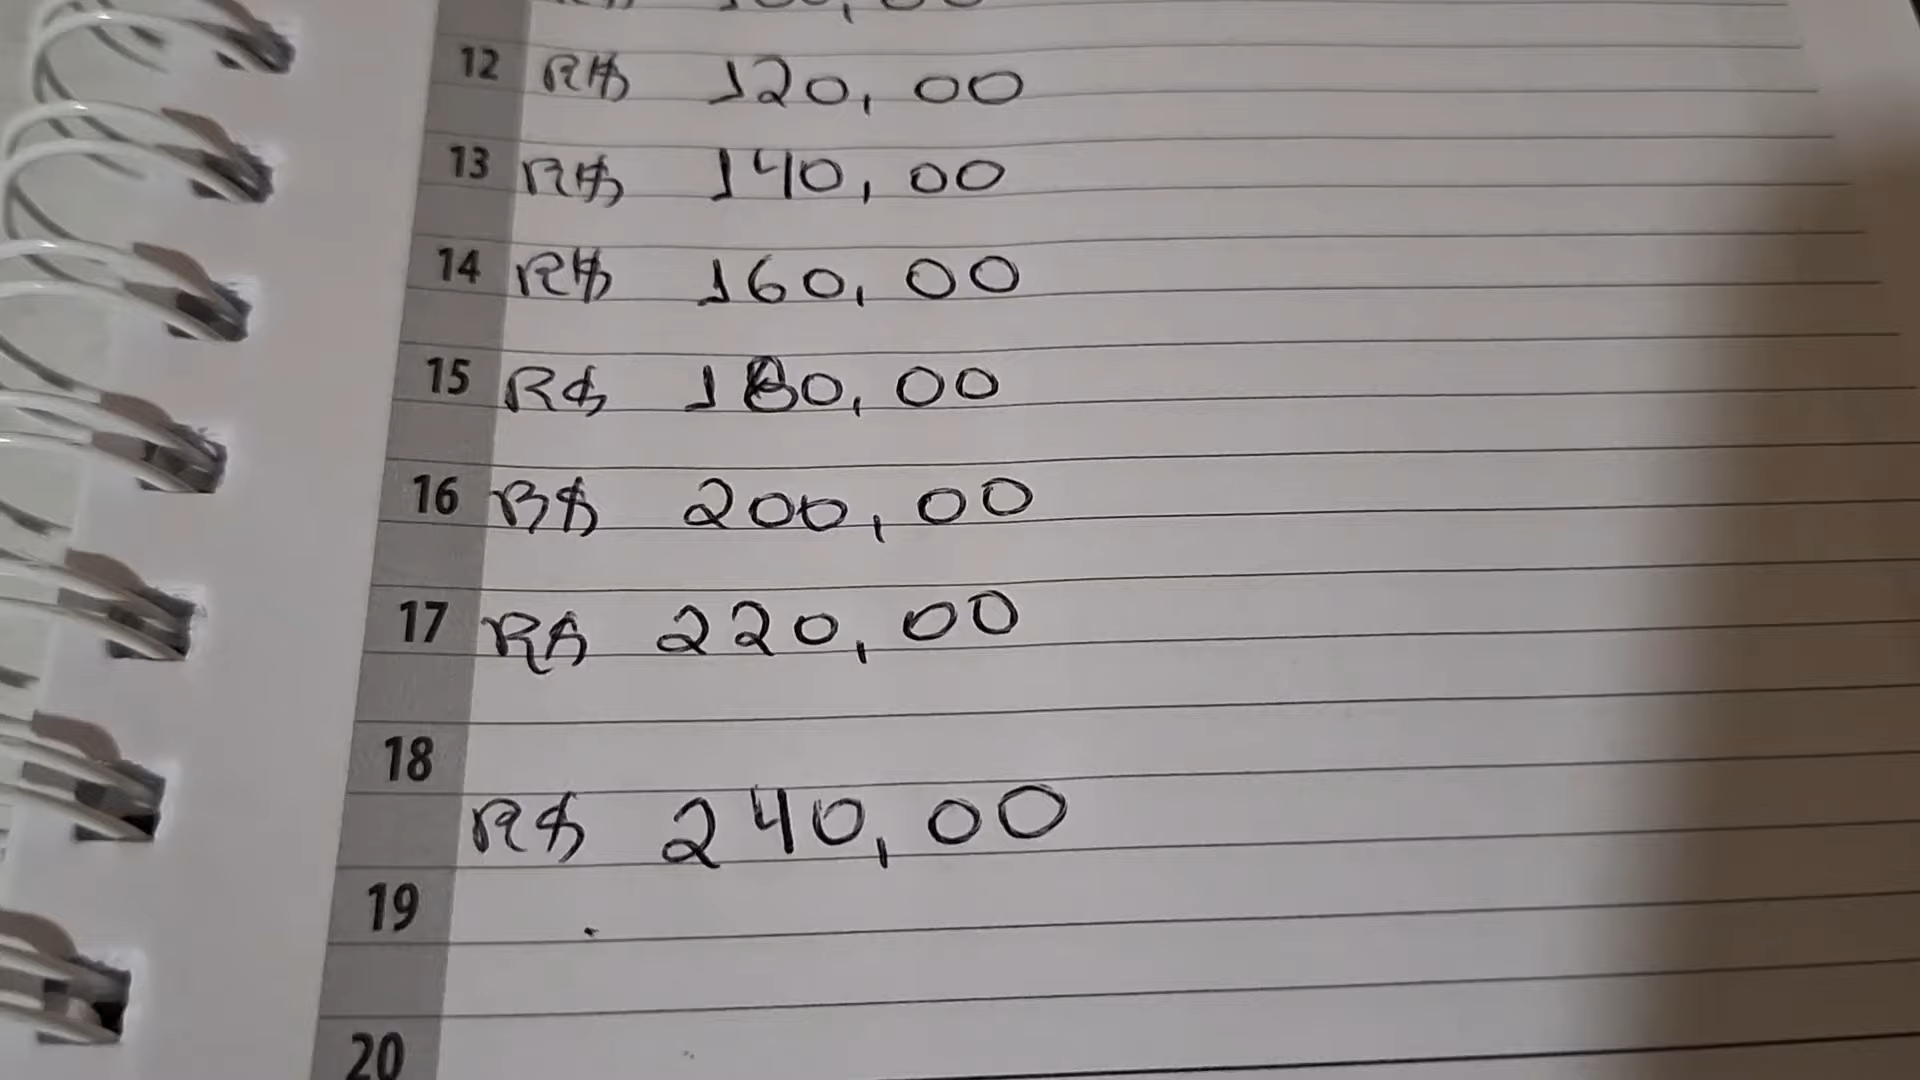 12 R$ 120,00
13 R$ 140,00
14 R$ 160,00
15 R$ 180,00
16 R$ 200,00
17 R$ 220,00
18
R$ 240,00
19
20